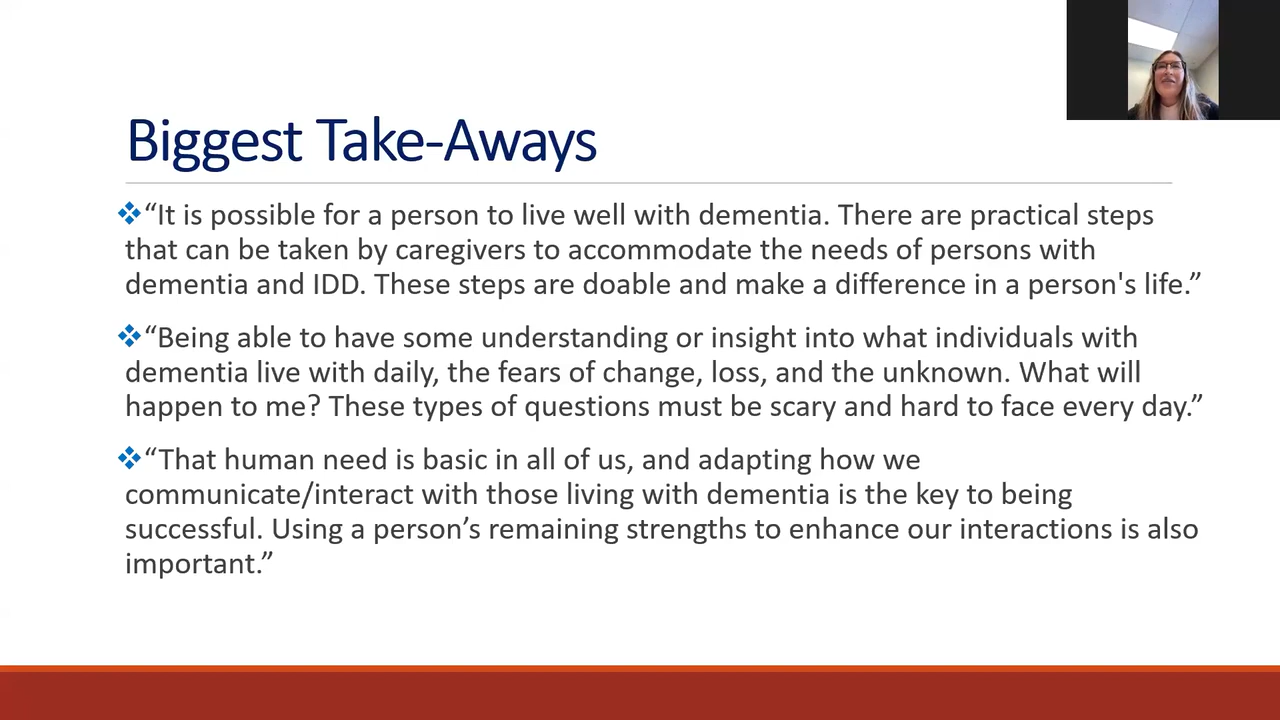 Biggest Take-Aways
❖“It is possible for a person to live well with dementia. There are practical steps
that can be taken by caregivers to accommodate the needs of persons with
dementia and IDD. These steps are doable and make a difference in a person's life.”
❖“Being able to have some understanding or insight into what individuals with
dementia live with daily, the fears of change, loss, and the unknown. What will
happen to me? These types of questions must be scary and hard to face every day.”
❖“That human need is basic in all of us, and adapting how we
communicate/interact with those living with dementia is the key to being
successful. Using a person’s remaining strengths to enhance our interactions is also
important.”